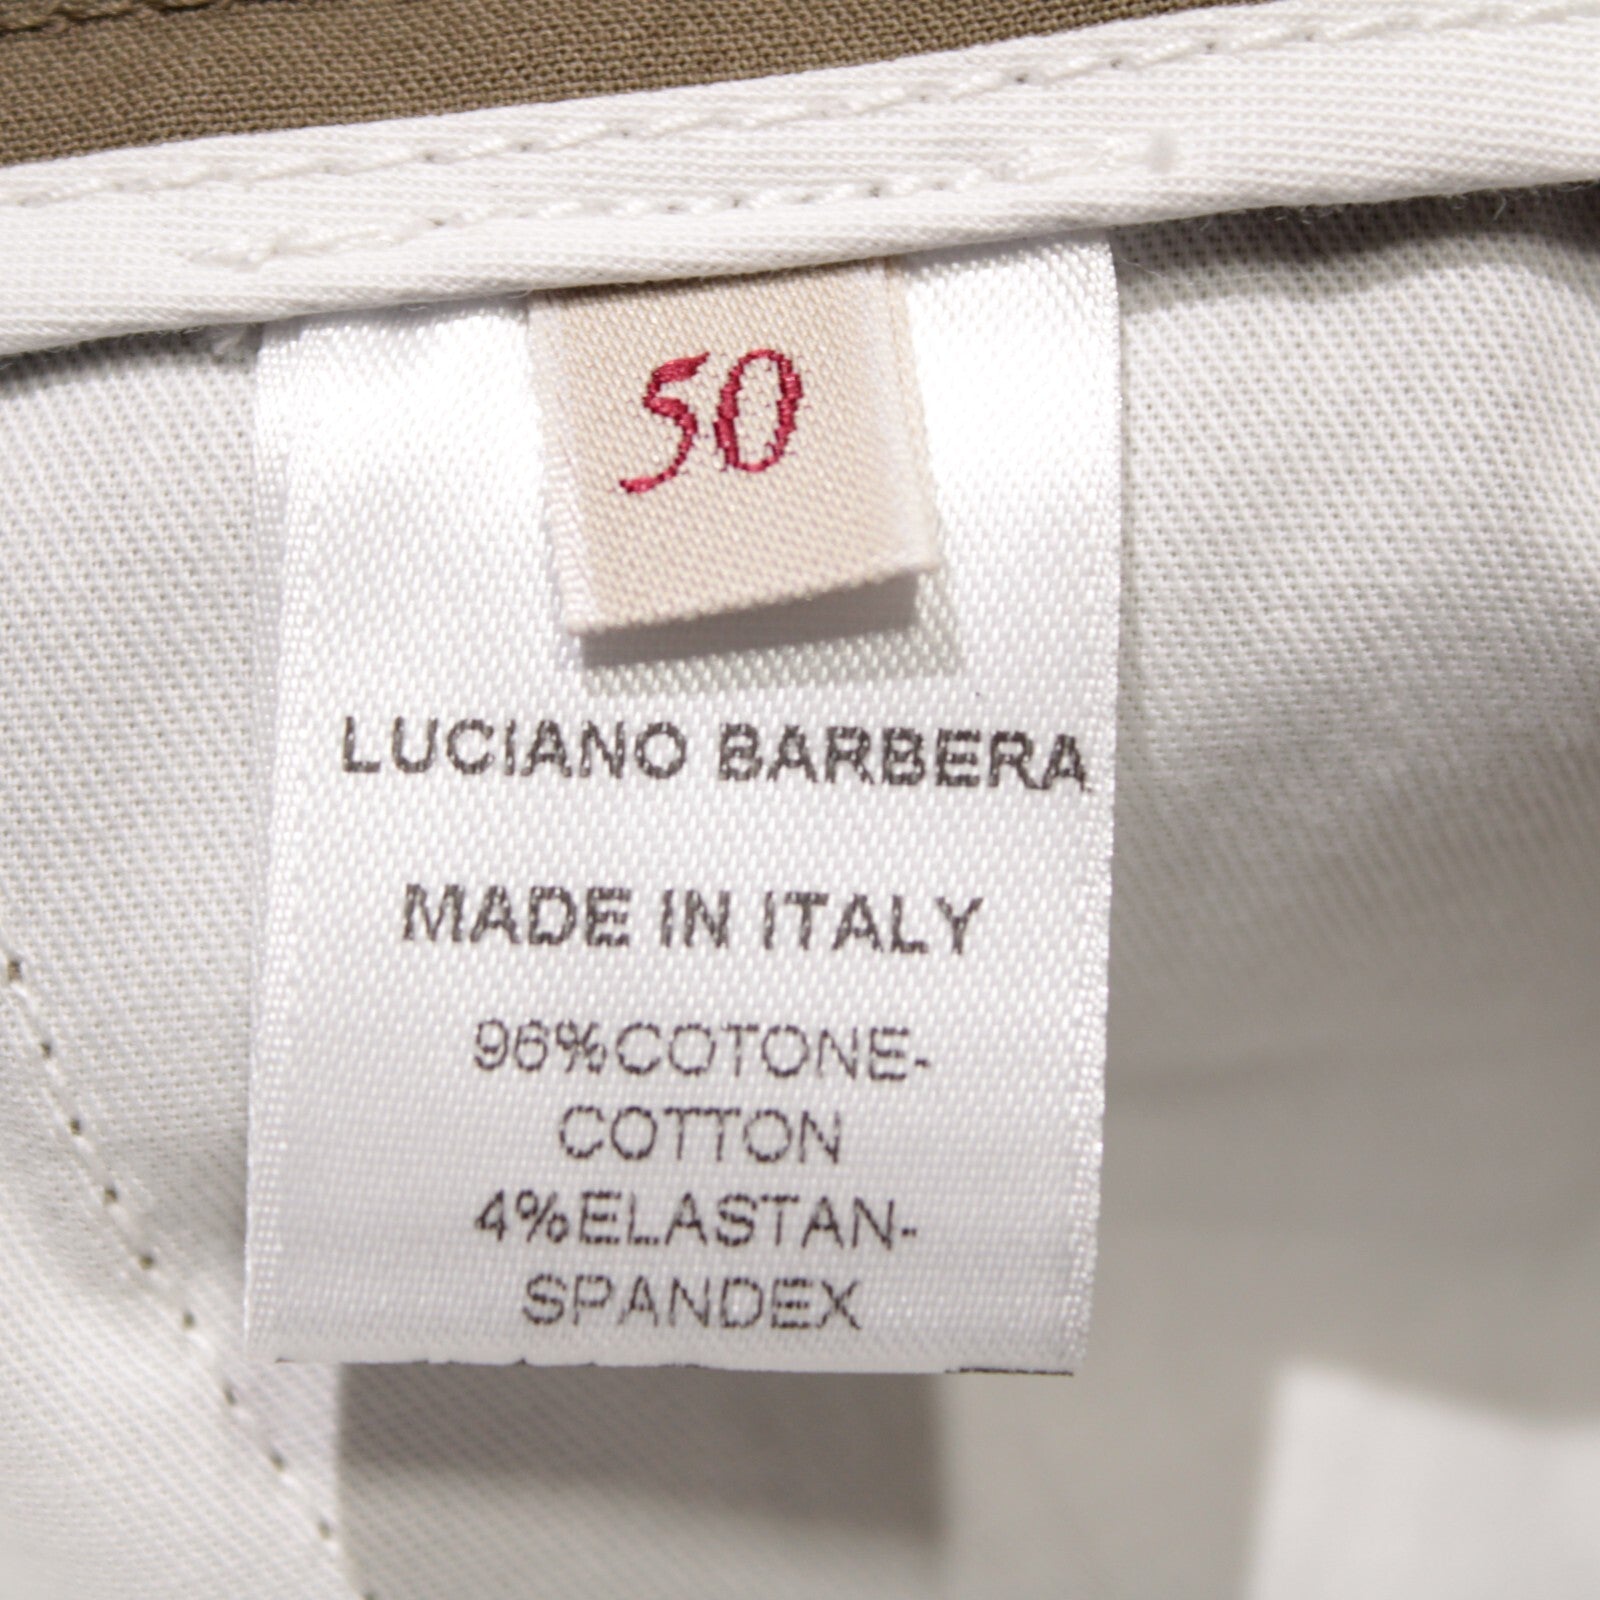 50
LUCIANO BARBERA
MADE IN ITALY
96%COTONE-
COTTON
4%ELASTAN-
SPANDEX